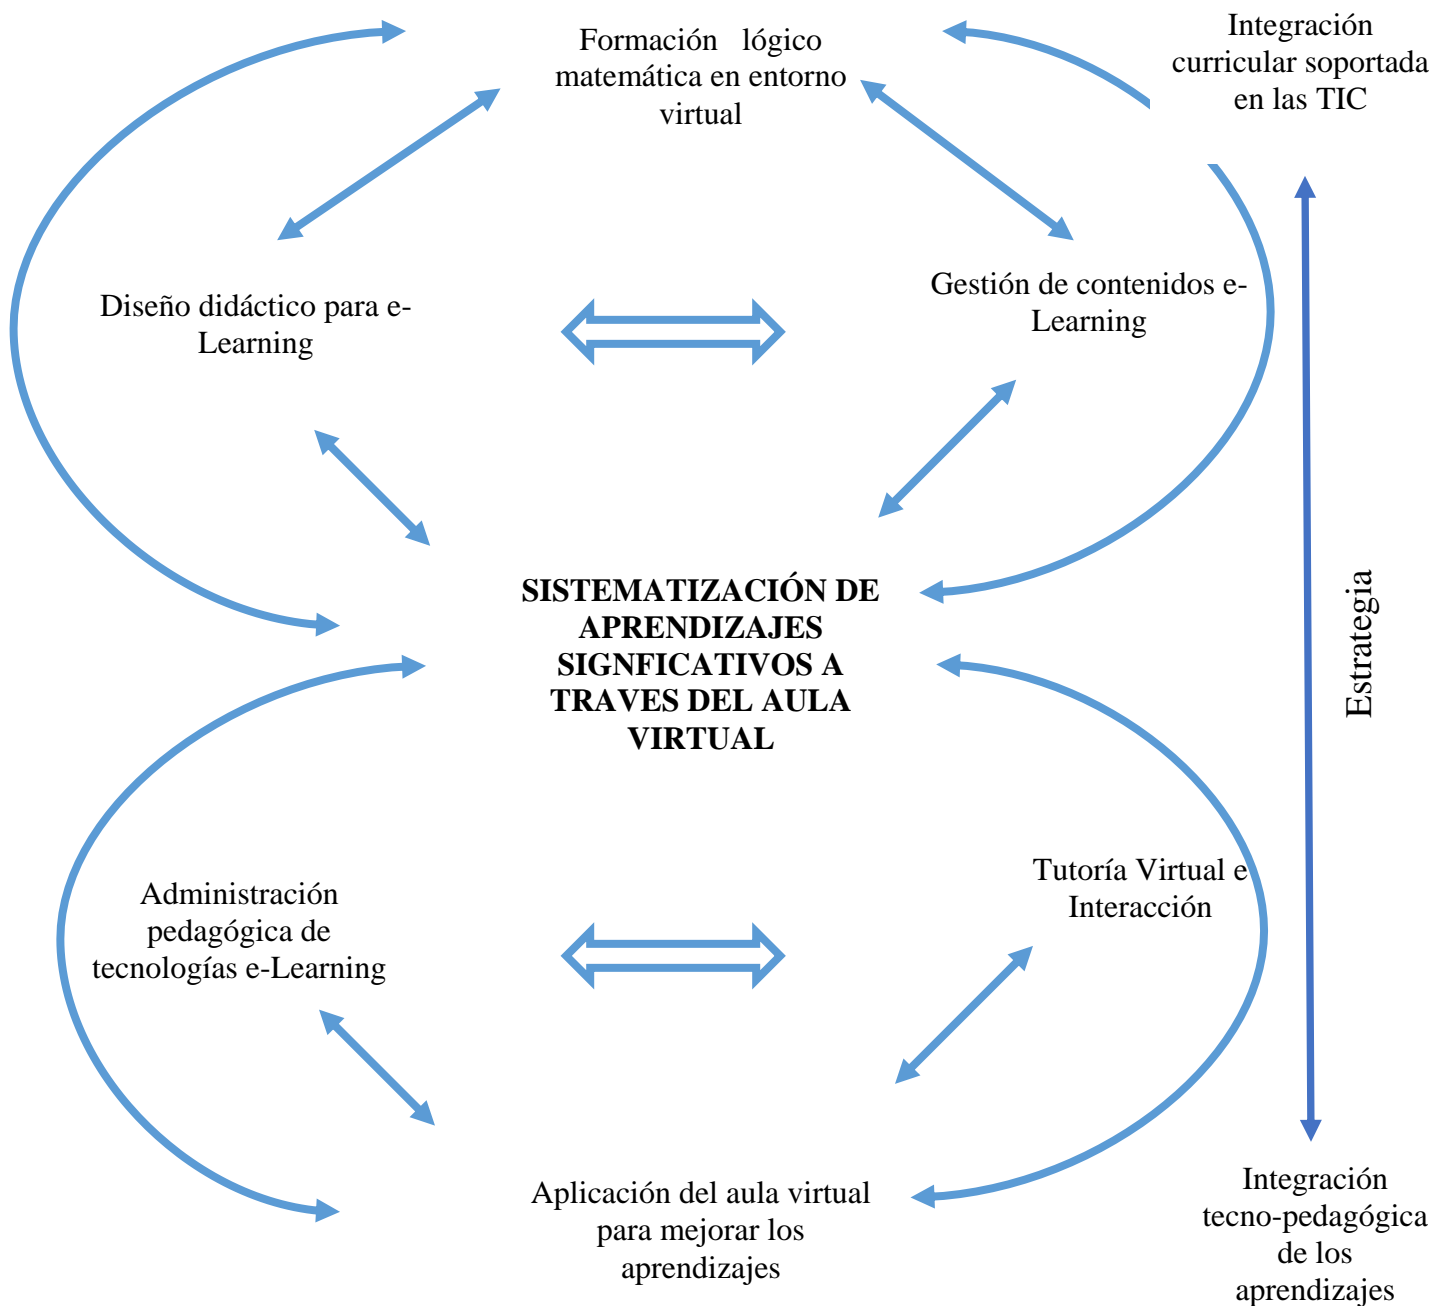 Formación lógico
matemática en entorno
virtual
Integración
curricular soportada
en las TIC
Diseño didáctico para e-
Learning
Gestión de contenidos e-
Learning
SISTEMATIZACIÓN DE
APRENDIZAJES
SIGNFICATIVOS A
TRAVES DEL AULA
VIRTUAL
Estrategia
Administración
pedagógica de
tecnologías e-Learning
Tutoría Virtual e
Interacción
Aplicación del aula virtual
para mejorar los
aprendizajes
Integración
tecno-pedagógica
de los
aprendizajes